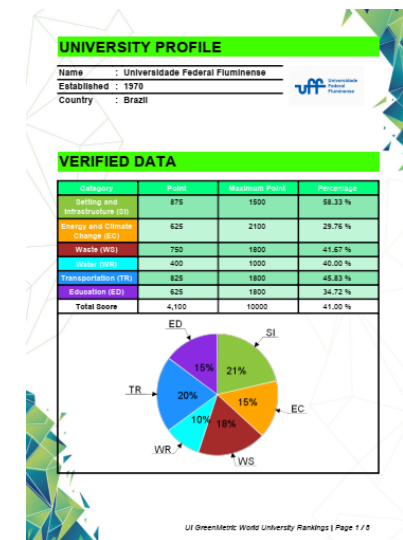 UNIVERSITY PROFILE
Name : Universidade Federal Fluminense
Established : 1970
Country : Brazil
uff Universidade
Federal
Fluminense
VERIFIED DATA
Category Point Maximum Point Percentage
Setting and
Infrastructure (SI) 875 1500 58.33 %
Energy and Climate
Change (EC) 625 2100 29.76 %
Waste (WS) 750 1800 41.67 %
Water (WR) 400 1000 40.00 %
Transportation (TR) 825 1800 45.83 %
Education (ED) 625 1800 34.72 %
Total Score 4,100 10000 41.00 %
ED
SI
15%
21%
TR
20%
15%
EC
10%
18%
WR
WS
UI GreenMetric World University Rankings | Page 1 / 6